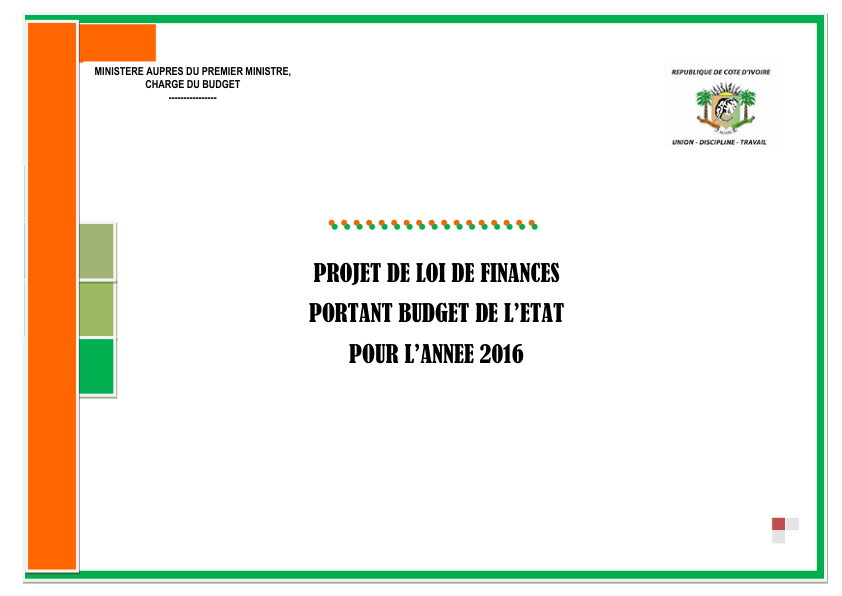 MINISTERE AUPRES DU PREMIER MINISTRE,
CHARGE DU BUDGET
----------------
REPUBLIQUE DE COTE D'IVOIRE
UNION - DISCIPLINE - TRAVAIL
PROJET DE LOI DE FINANCES
PORTANT BUDGET DE L’ETAT
POUR L’ANNEE 2016